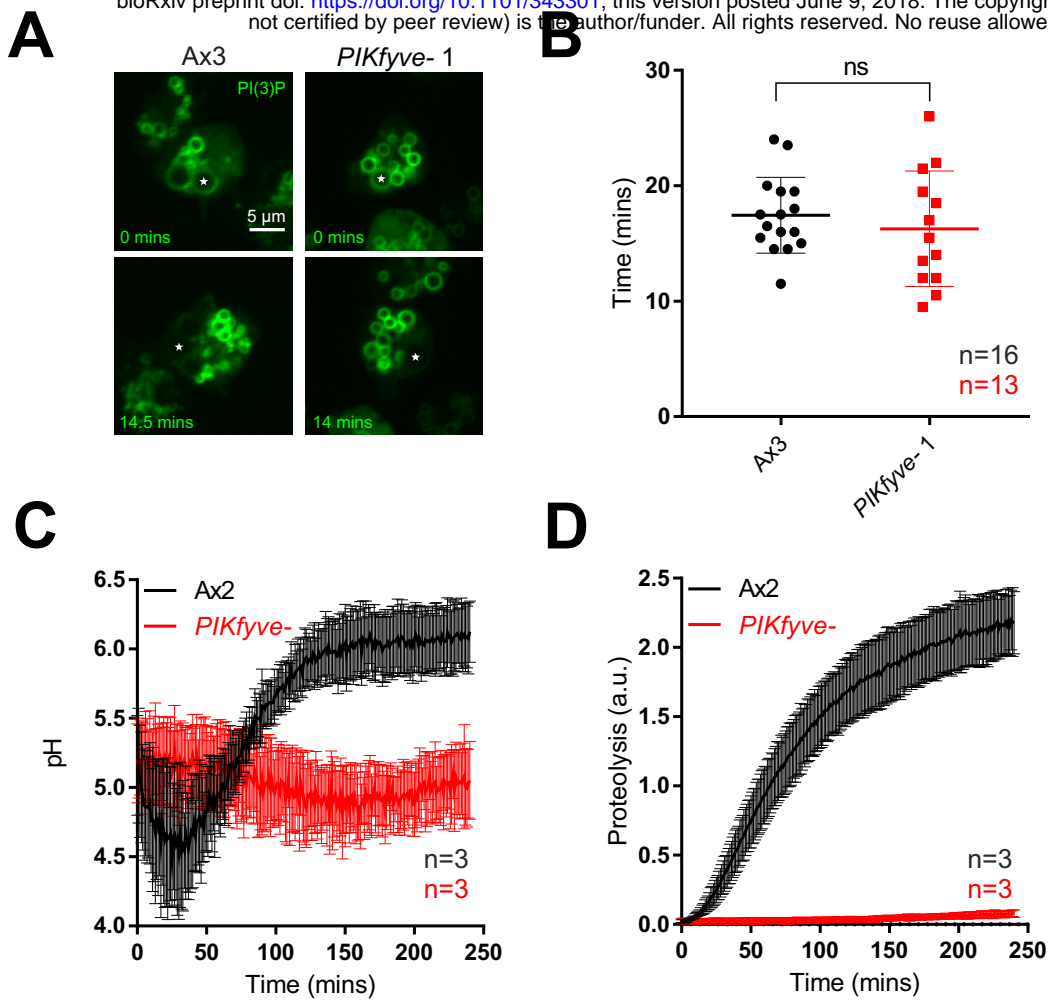 bioRxiv preprint doi: https://doi.org/10.1101/343301; this version posted June 9, 2018. The copyrigh
not certified by peer review) is the author/funder. All rights reserved. No reuse allowe
A
Ax3
PIKfyve- 1
PI(3)P
5 µm
0 mins
0 mins
14.5 mins
14 mins
B
ns
30
20
10
0
Time (mins)
n=16
n=13
Ax3
PIKfyve- 1
C
6.5
6.0
5.5
5.0
4.5
4.0
pH
Ax2
PIKfyve-
n=3
n=3
0 50 100 150 200 250
Time (mins)
D
2.5
2.0
1.5
1.0
0.5
0.0
Proteolysis (a.u.)
Ax2
PIKfyve-
n=3
n=3
0 50 100 150 200 250
Time (mins)